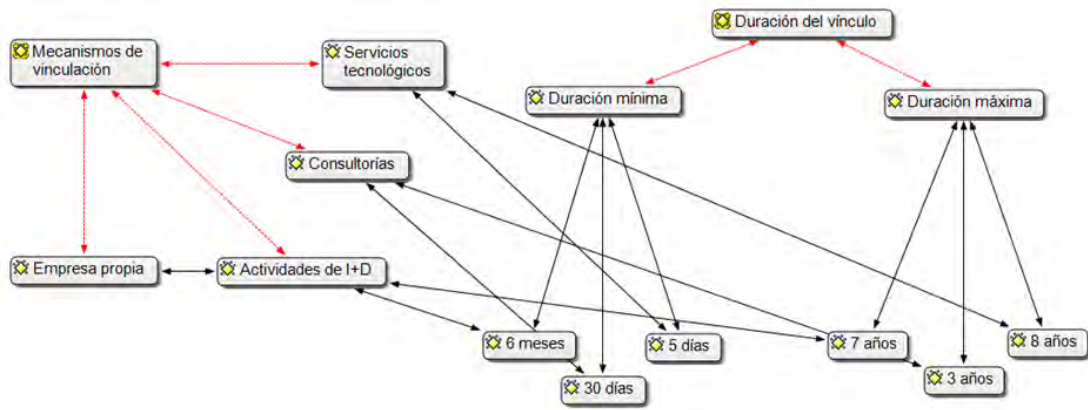 Duración del vínculo
Mecanismos de
vinculación
Servicios
tecnológicos
Duración mínima
Duración máxima
Consultorías
Empresa propia
Actividades de I+D
6 meses
5 días
7 años
8 años
30 días
3 años